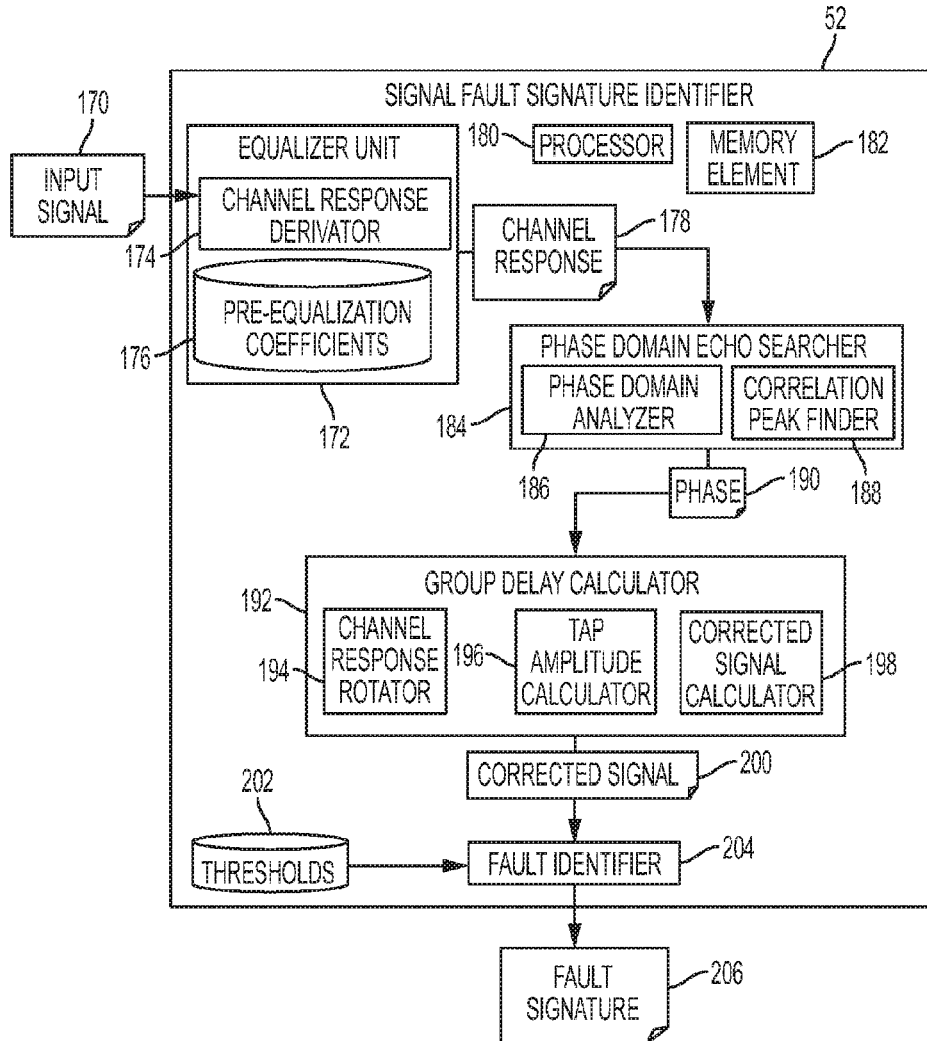 52
SIGNAL FAULT SIGNATURE IDENTIFIER
170
INPUT
SIGNAL
EQUALIZER UNIT
CHANNEL RESPONSE
DERIVATOR
174
PRE-EQUALIZATION
COEFFICIENTS
176
172
180
PROCESSOR
MEMORY
ELEMENT
182
CHANNEL
RESPONSE
178
PHASE DOMAIN ECHO SEARCHER
184
PHASE DOMAIN
ANALYZER
CORRELATION
PEAK FINDER
186
188
PHASE
190
GROUP DELAY CALCULATOR
192
CHANNEL
RESPONSE
ROTATOR
194
TAP
AMPLITUDE
CALCULATOR
196
CORRECTED
SIGNAL
CALCULATOR
198
CORRECTED SIGNAL
200
202
THRESHOLDS
FAULT IDENTIFIER
204
FAULT
SIGNATURE
206